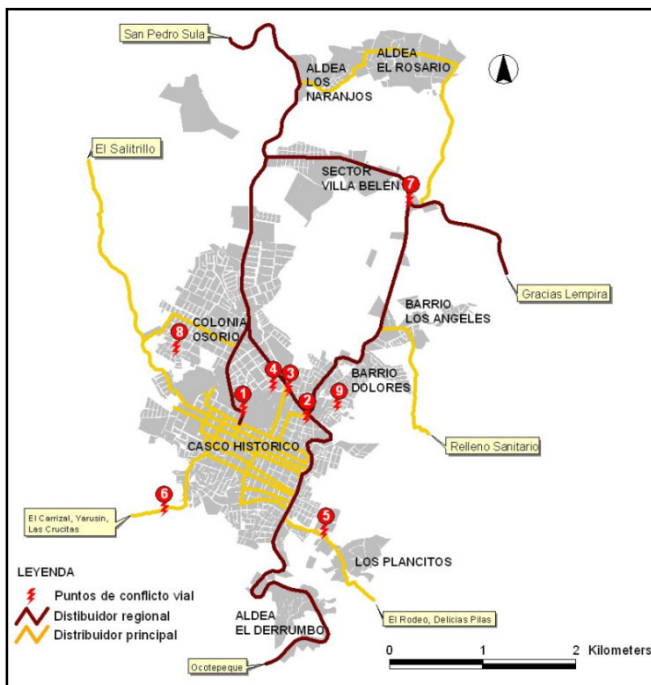 San Pedro Sula
ALDEA
EL ROSARIO
ALDEA
LOS
NARANJOS
El Salitrillo
SECTOR
VILLA BELÉN
7
Gracias Lempira
BARRIO
LOS ANGELES
COLONIA
OSORIO
8
4
3
BARRIO
DOLORES
9
1
2
CASCO HISTORICO
Relleno Sanitario
6
El Carrizal, Yarusin,
Las Crucitas
5
LOS PLANCITOS
LEYENDA
Puntos de conflicto vial
Distibuidor regional
Distribuidor principal
ALDEA
EL DERRUMBO
El Rodeo, Delicias Pilas
Ocotepeque
0 1 2 Kilometers